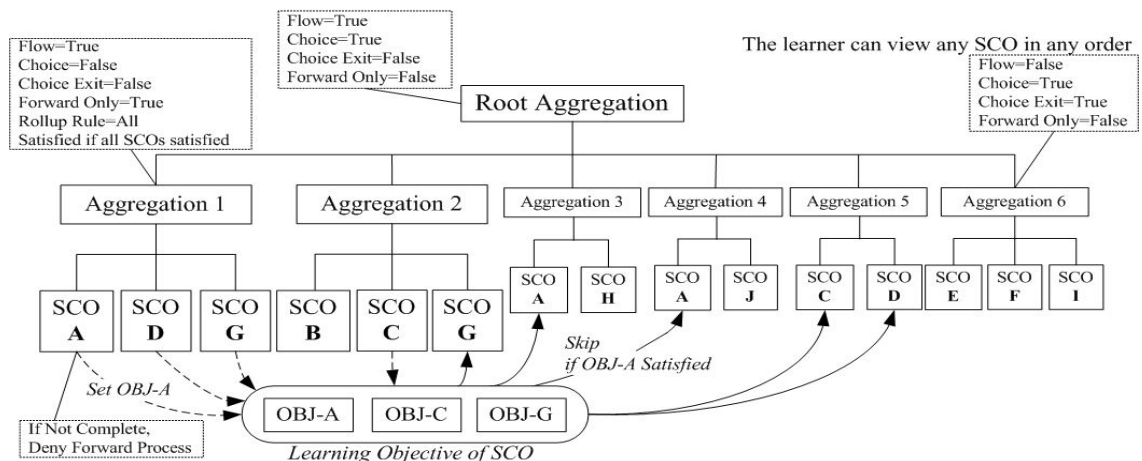 Flow=True
Choice=False
Choice Exit=False
Forward Only=True
Rollup Rule=All
Satisfied if all SCOs satisfied
Flow=True
Choice=True
Choice Exit=False
Forward Only=False
The learner can view any SCO in any order
Flow=False
Choice=True
Choice Exit=True
Forward Only=False
Root Aggregation
Aggregation 1
Aggregation 2
Aggregation 3
Aggregation 4
Aggregation 5
Aggregation 6
SCO
A
SCO
D
SCO
G
SCO
B
SCO
C
SCO
G
SCO
A
SCO
H
SCO
A
SCO
J
SCO
C
SCO
D
SCO
E
SCO
F
SCO
I
Set OBJ-A
Skip
if OBJ-A Satisfied
If Not Complete,
Deny Forward Process
OBJ-A
OBJ-C
OBJ-G
Learning Objective of SCO